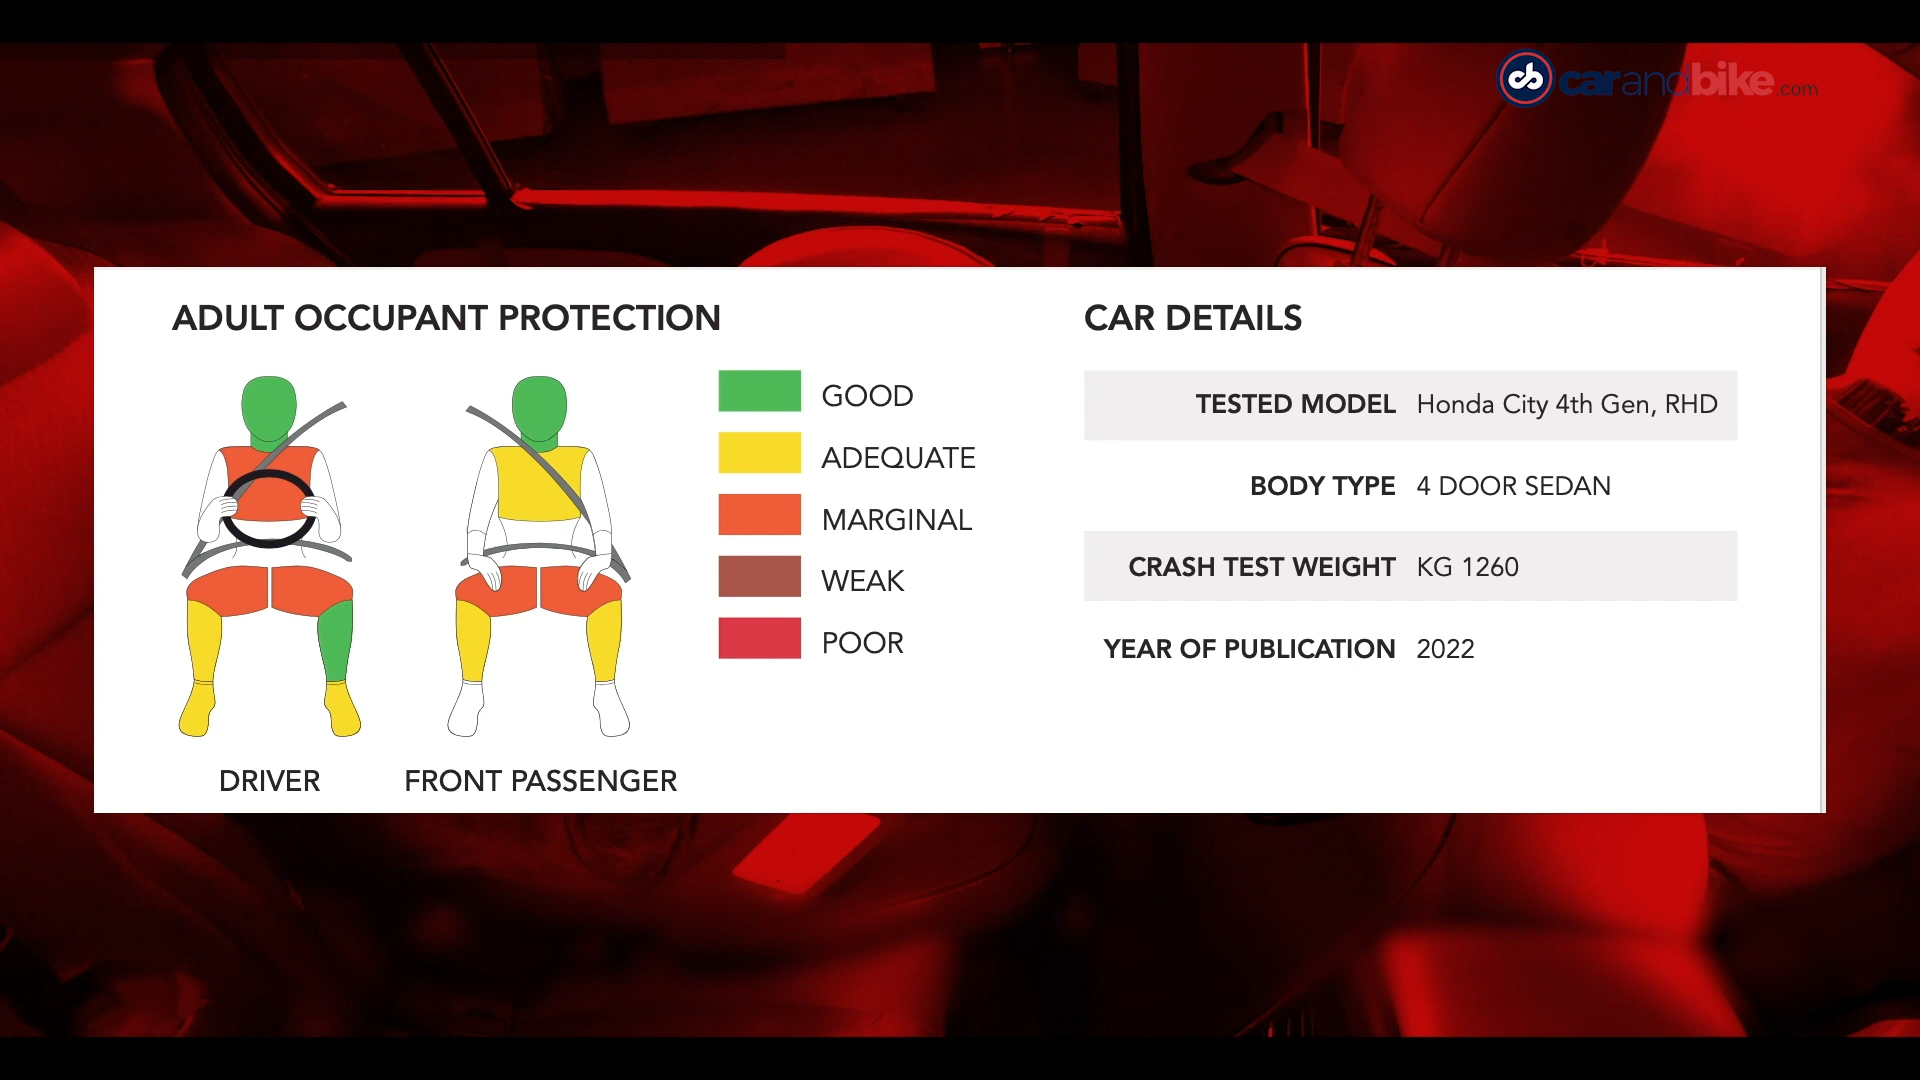 cb carandbike.com
ADULT OCCUPANT PROTECTION
DRIVER
FRONT PASSENGER
GOOD
ADEQUATE
MARGINAL
WEAK
POOR
CAR DETAILS
TESTED MODEL Honda City 4th Gen, RHD
BODY TYPE 4 DOOR SEDAN
CRASH TEST WEIGHT KG 1260
YEAR OF PUBLICATION 2022